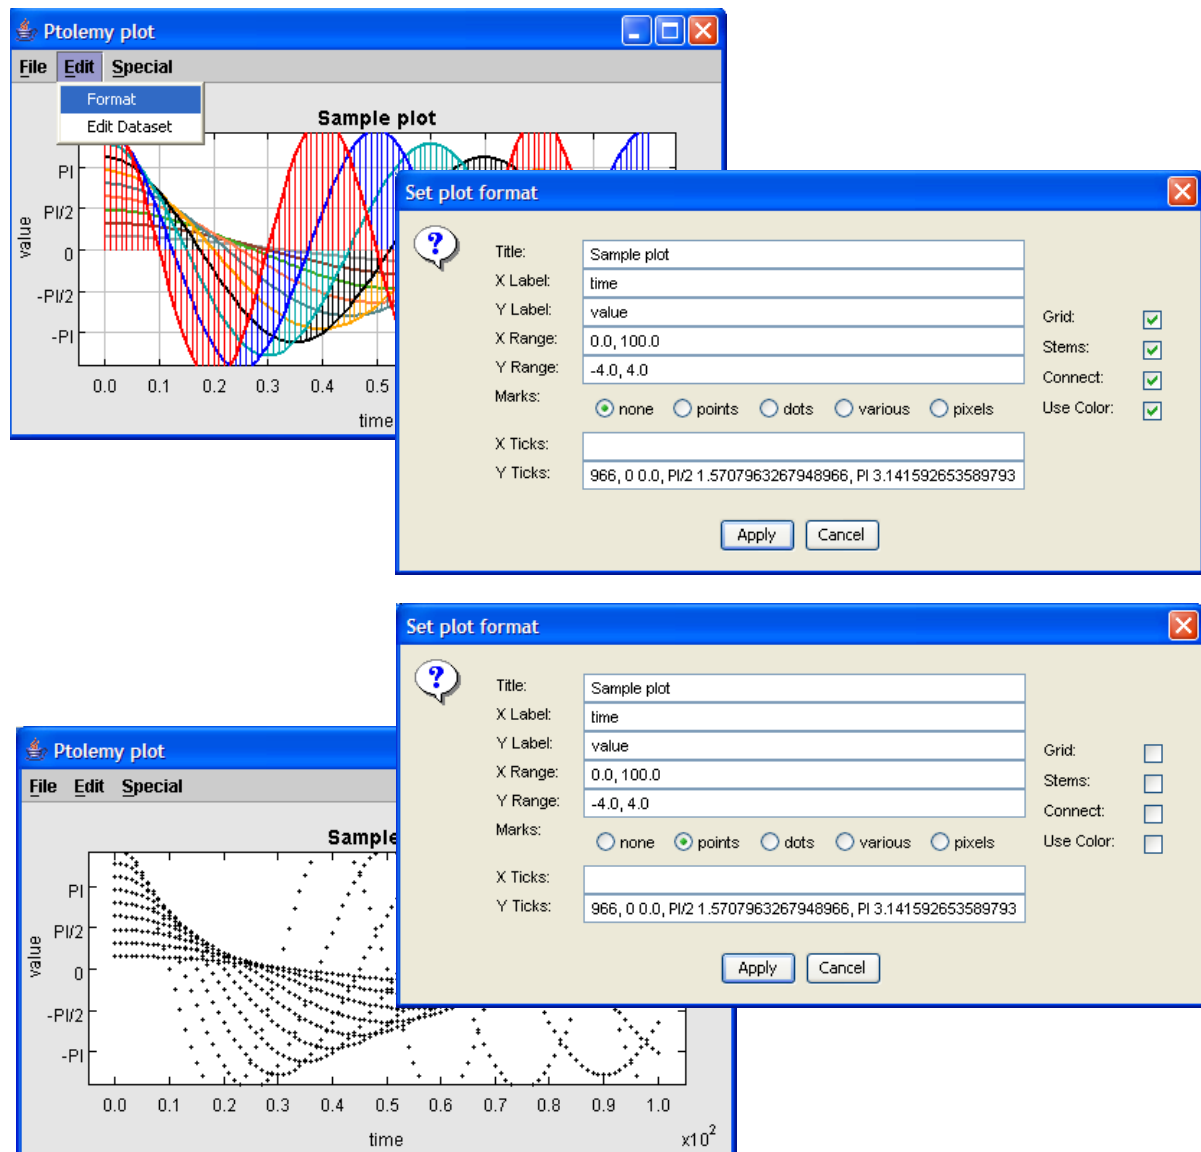 Ptolemy plot
File Edit Special
Format
Edit Dataset
Sample plot
PI
PI/2
0
-PI/2
-PI
value
0.0 0.1 0.2 0.3 0.4 0.5
time
Set plot format
?
Title: Sample plot
X Label: time
Y Label: value
X Range: 0.0, 100.0
Y Range: -4.0, 4.0
Marks: none points dots various pixels
X Ticks:
Y Ticks: 966, 0 0.0, PI/2 1.5707963267948966, PI 3.141592653589793
Grid:
Stems:
Connect:
Use Color:
Apply Cancel
Set plot format
?
Title: Sample plot
X Label: time
Y Label: value
X Range: 0.0, 100.0
Y Range: -4.0, 4.0
Marks: none points dots various pixels
X Ticks:
Y Ticks: 966, 0 0.0, PI/2 1.5707963267948966, PI 3.141592653589793
Grid:
Stems:
Connect:
Use Color:
Apply Cancel
Ptolemy plot
File Edit Special
Sample
PI
PI/2
0
-PI/2
-PI
value
0.0 0.1 0.2 0.3 0.4 0.5 0.6 0.7 0.8 0.9 1.0
time x10²